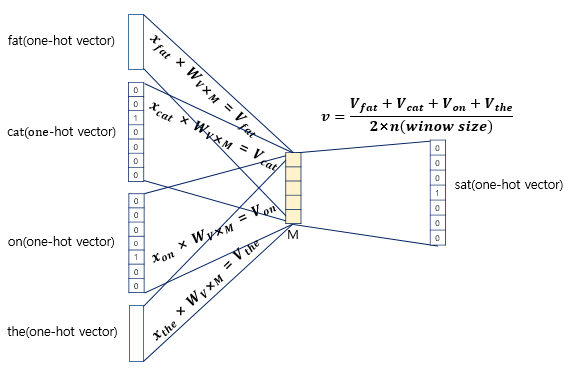 fat(one-hot vector)
x_fat × W_V×M = V_fat
0
0
1
0
0
0
0
cat(one-hot vector)
x_cat × W_V×M = V_cat
v = (V_fat + V_cat + V_on + V_the) / 2×n(winow size)
0
0
0
1
0
0
0
sat(one-hot vector)
0
0
0
0
1
0
0
on(one-hot vector)
x_on × W_V×M = V_on
M
the(one-hot vector)
x_the × W_V×M = V_the